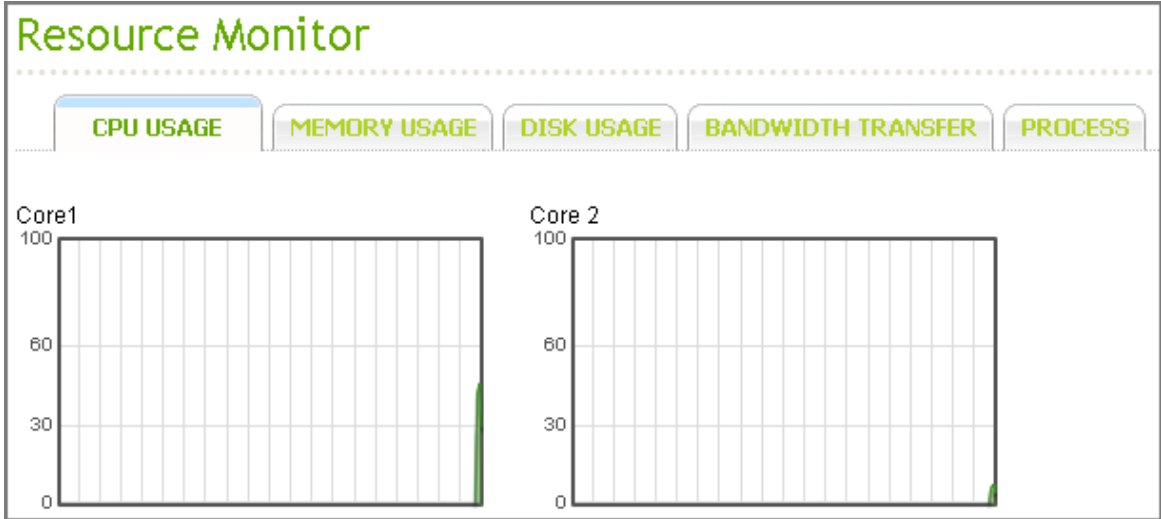 Resource Monitor
CPU USAGE MEMORY USAGE DISK USAGE BANDWIDTH TRANSFER PROCESS
Core1 Core 2
100 100
60 60
30 30
0 0